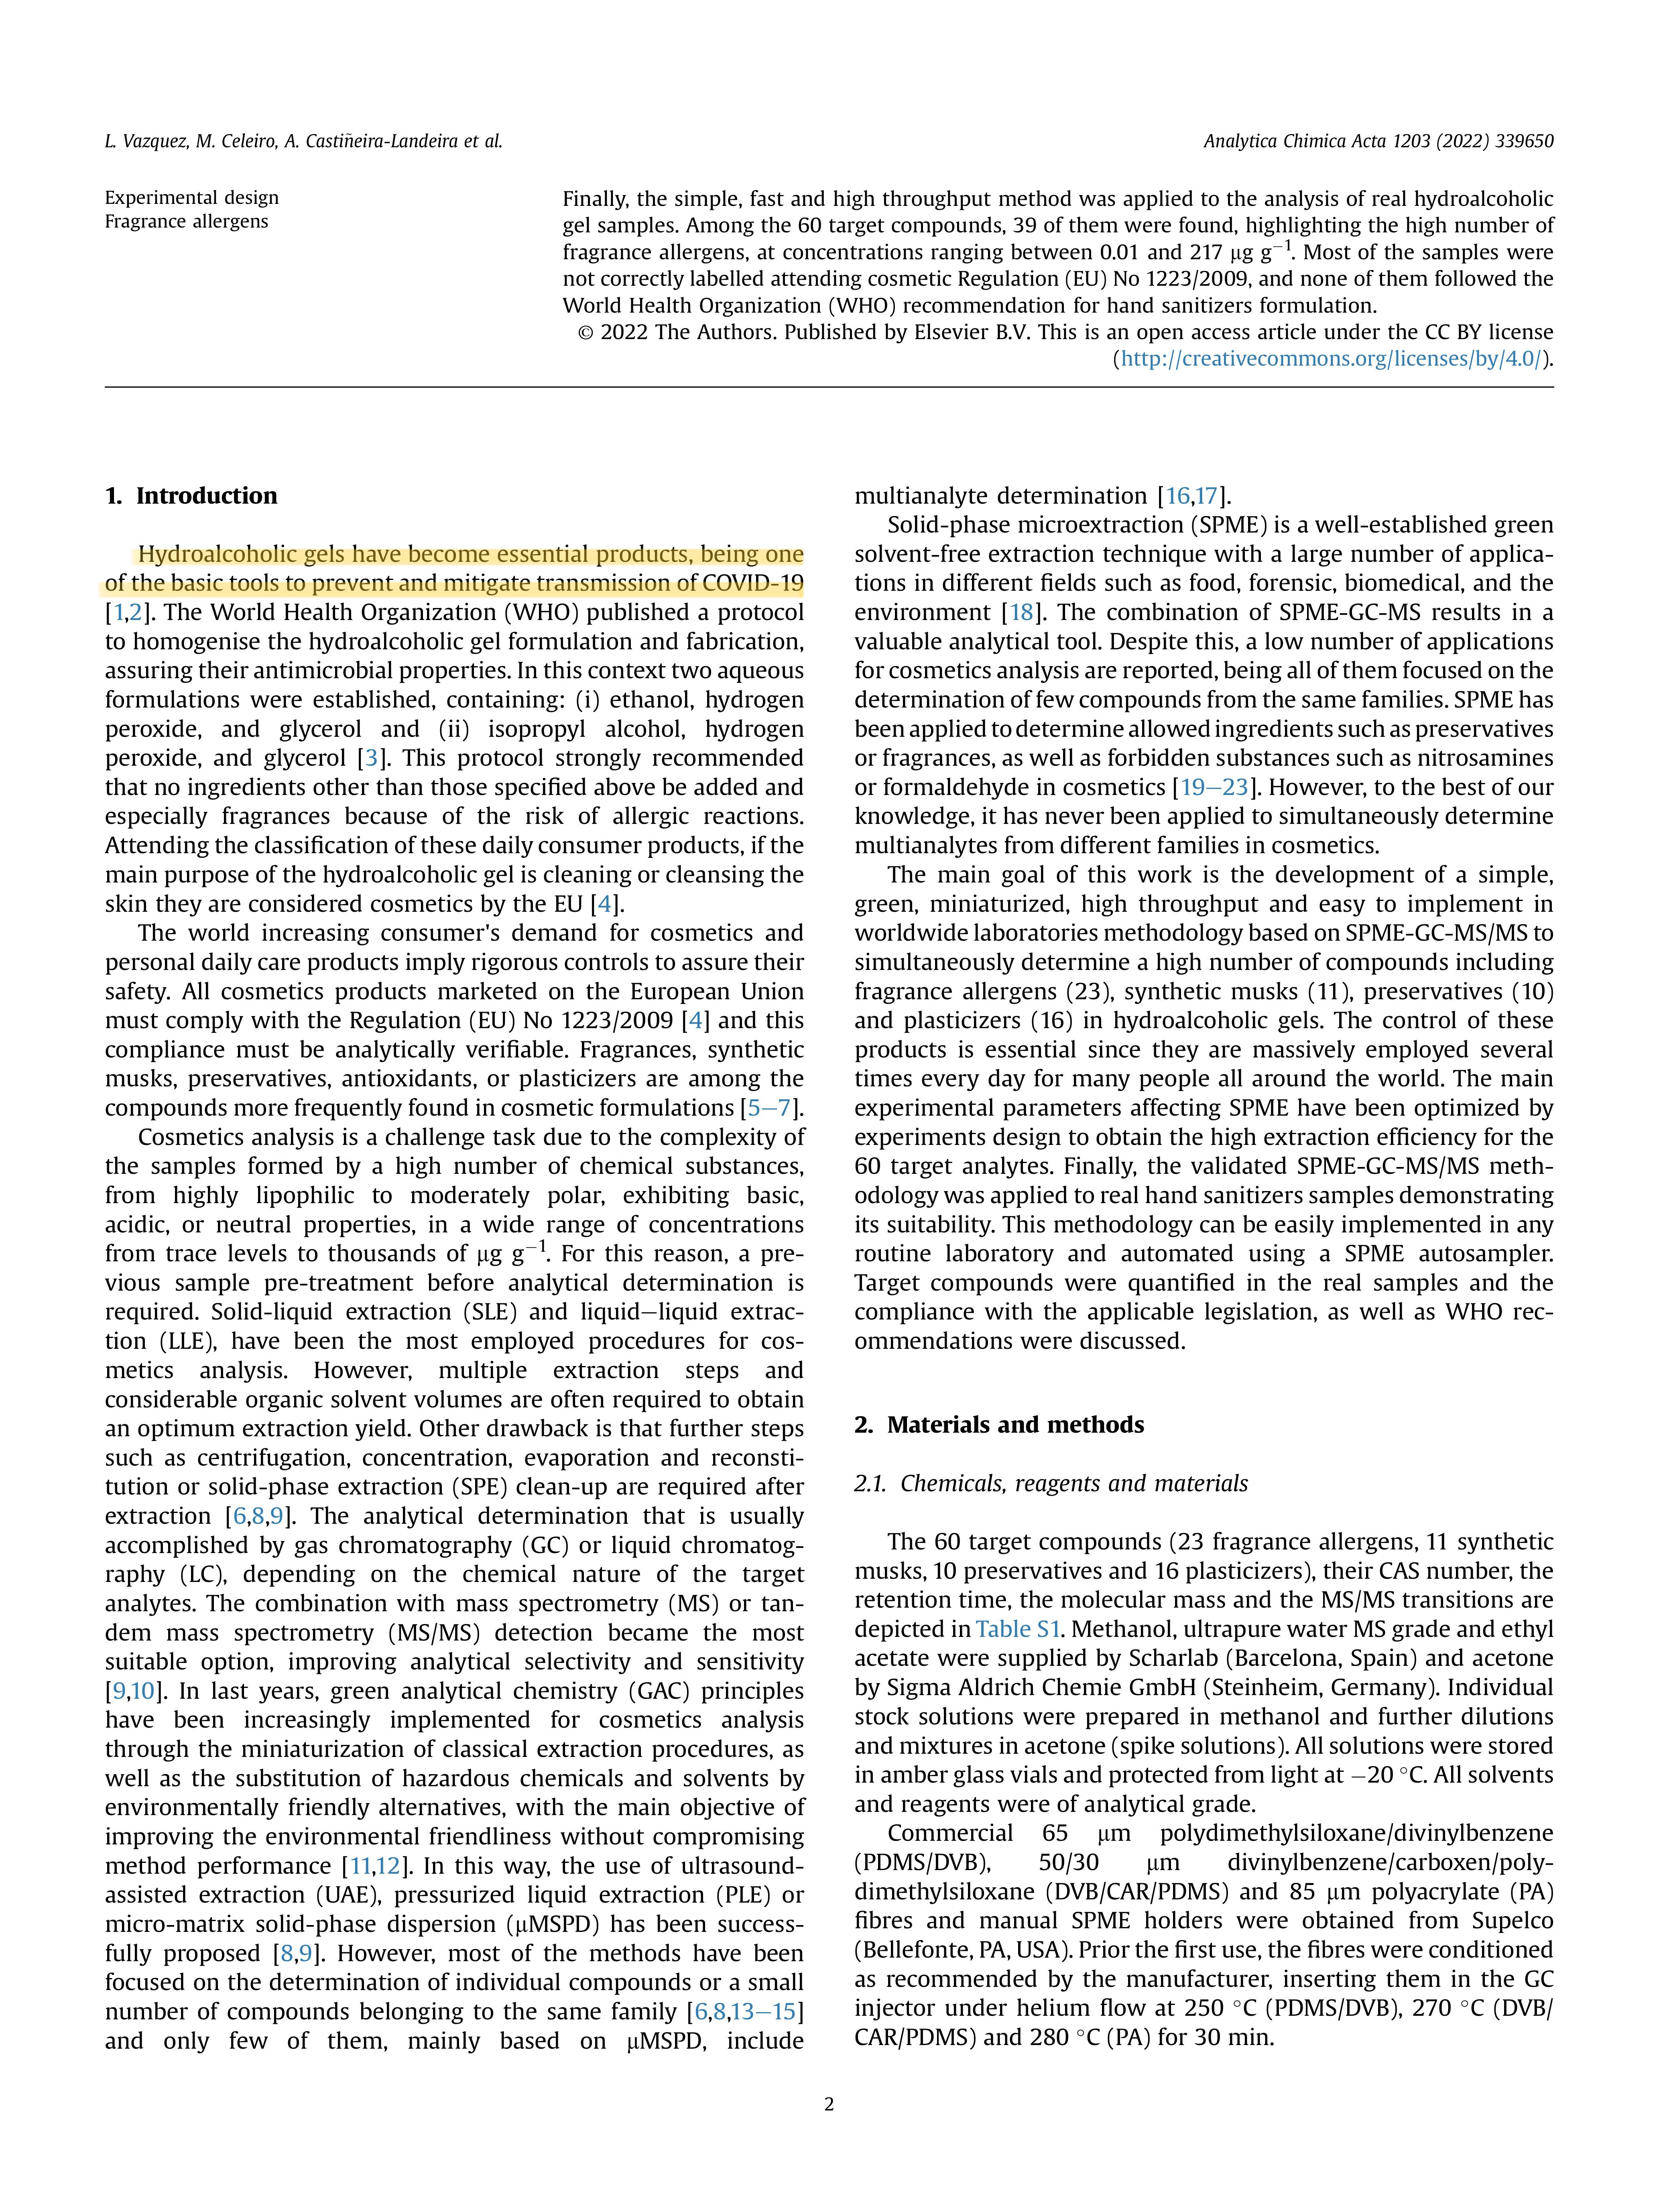 L. Vazquez, M. Celeiro, A. Castiñeira-Landeira et al.
Analytica Chimica Acta 1203 (2022) 339650
Experimental design
Fragrance allergens
Finally, the simple, fast and high throughput method was applied to the analysis of real hydroalcoholic
gel samples. Among the 60 target compounds, 39 of them were found, highlighting the high number of
fragrance allergens, at concentrations ranging between 0.01 and 217 μg g⁻¹. Most of the samples were
not correctly labelled attending cosmetic Regulation (EU) No 1223/2009, and none of them followed the
World Health Organization (WHO) recommendation for hand sanitizers formulation.
© 2022 The Authors. Published by Elsevier B.V. This is an open access article under the CC BY license
(http://creativecommons.org/licenses/by/4.0/).
1. Introduction
Hydroalcoholic gels have become essential products, being one
of the basic tools to prevent and mitigate transmission of COVID-19
[1,2]. The World Health Organization (WHO) published a protocol
to homogenise the hydroalcoholic gel formulation and fabrication,
assuring their antimicrobial properties. In this context two aqueous
formulations were established, containing: (i) ethanol, hydrogen
peroxide, and glycerol and (ii) isopropyl alcohol, hydrogen
peroxide, and glycerol [3]. This protocol strongly recommended
that no ingredients other than those specified above be added and
especially fragrances because of the risk of allergic reactions.
Attending the classification of these daily consumer products, if the
main purpose of the hydroalcoholic gel is cleaning or cleansing the
skin they are considered cosmetics by the EU [4].
The world increasing consumer's demand for cosmetics and
personal daily care products imply rigorous controls to assure their
safety. All cosmetics products marketed on the European Union
must comply with the Regulation (EU) No 1223/2009 [4] and this
compliance must be analytically verifiable. Fragrances, synthetic
musks, preservatives, antioxidants, or plasticizers are among the
compounds more frequently found in cosmetic formulations [5–7].
Cosmetics analysis is a challenge task due to the complexity of
the samples formed by a high number of chemical substances,
from highly lipophilic to moderately polar, exhibiting basic,
acidic, or neutral properties, in a wide range of concentrations
from trace levels to thousands of μg g⁻¹. For this reason, a pre-
vious sample pre-treatment before analytical determination is
required. Solid-liquid extraction (SLE) and liquid–liquid extrac-
tion (LLE), have been the most employed procedures for cos-
metics analysis. However, multiple extraction steps and
considerable organic solvent volumes are often required to obtain
an optimum extraction yield. Other drawback is that further steps
such as centrifugation, concentration, evaporation and reconsti-
tution or solid-phase extraction (SPE) clean-up are required after
extraction [6,8,9]. The analytical determination that is usually
accomplished by gas chromatography (GC) or liquid chromatog-
raphy (LC), depending on the chemical nature of the target
analytes. The combination with mass spectrometry (MS) or tan-
dem mass spectrometry (MS/MS) detection became the most
suitable option, improving analytical selectivity and sensitivity
[9,10]. In last years, green analytical chemistry (GAC) principles
have been increasingly implemented for cosmetics analysis
through the miniaturization of classical extraction procedures, as
well as the substitution of hazardous chemicals and solvents by
environmentally friendly alternatives, with the main objective of
improving the environmental friendliness without compromising
method performance [11,12]. In this way, the use of ultrasound-
assisted extraction (UAE), pressurized liquid extraction (PLE) or
micro-matrix solid-phase dispersion (μMSPD) has been success-
fully proposed [8,9]. However, most of the methods have been
focused on the determination of individual compounds or a small
number of compounds belonging to the same family [6,8,13–15]
and only few of them, mainly based on μMSPD, include
multianalyte determination [16,17].
Solid-phase microextraction (SPME) is a well-established green
solvent-free extraction technique with a large number of applica-
tions in different fields such as food, forensic, biomedical, and the
environment [18]. The combination of SPME-GC-MS results in a
valuable analytical tool. Despite this, a low number of applications
for cosmetics analysis are reported, being all of them focused on the
determination of few compounds from the same families. SPME has
been applied to determine allowed ingredients such as preservatives
or fragrances, as well as forbidden substances such as nitrosamines
or formaldehyde in cosmetics [19–23]. However, to the best of our
knowledge, it has never been applied to simultaneously determine
multianalytes from different families in cosmetics.
The main goal of this work is the development of a simple,
green, miniaturized, high throughput and easy to implement in
worldwide laboratories methodology based on SPME-GC-MS/MS to
simultaneously determine a high number of compounds including
fragrance allergens (23), synthetic musks (11), preservatives (10)
and plasticizers (16) in hydroalcoholic gels. The control of these
products is essential since they are massively employed several
times every day for many people all around the world. The main
experimental parameters affecting SPME have been optimized by
experiments design to obtain the high extraction efficiency for the
60 target analytes. Finally, the validated SPME-GC-MS/MS meth-
odology was applied to real hand sanitizers samples demonstrating
its suitability. This methodology can be easily implemented in any
routine laboratory and automated using a SPME autosampler.
Target compounds were quantified in the real samples and the
compliance with the applicable legislation, as well as WHO rec-
ommendations were discussed.
2. Materials and methods
2.1. Chemicals, reagents and materials
The 60 target compounds (23 fragrance allergens, 11 synthetic
musks, 10 preservatives and 16 plasticizers), their CAS number, the
retention time, the molecular mass and the MS/MS transitions are
depicted in Table S1. Methanol, ultrapure water MS grade and ethyl
acetate were supplied by Scharlab (Barcelona, Spain) and acetone
by Sigma Aldrich Chemie GmbH (Steinheim, Germany). Individual
stock solutions were prepared in methanol and further dilutions
and mixtures in acetone (spike solutions). All solutions were stored
in amber glass vials and protected from light at −20 °C. All solvents
and reagents were of analytical grade.
Commercial 65 μm polydimethylsiloxane/divinylbenzene
(PDMS/DVB), 50/30 μm divinylbenzene/carboxen/poly-
dimethylsiloxane (DVB/CAR/PDMS) and 85 μm polyacrylate (PA)
fibres and manual SPME holders were obtained from Supelco
(Bellefonte, PA, USA). Prior the first use, the fibres were conditioned
as recommended by the manufacturer, inserting them in the GC
injector under helium flow at 250 °C (PDMS/DVB), 270 °C (DVB/
CAR/PDMS) and 280 °C (PA) for 30 min.
2